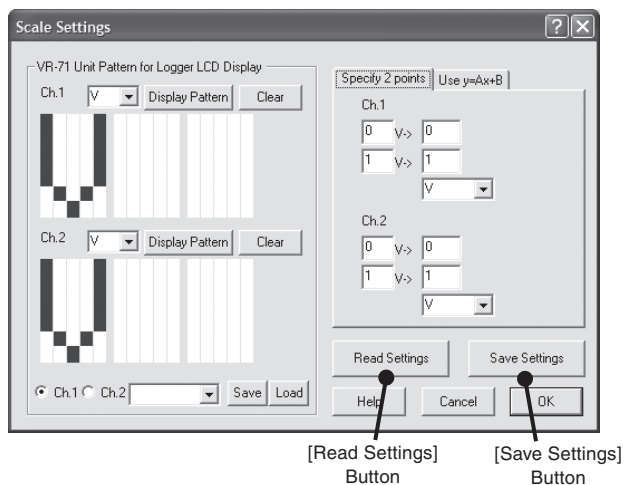 Scale Settings
VR-71 Unit Pattern for Logger LCD Display
Ch.1 V Display Pattern Clear
Ch.2 V Display Pattern Clear
Ch.1 Ch.2 Save Load
Specify 2 points Use y=Ax+B
Ch.1
0 V-> 0
1 V-> 1
V
Ch.2
0 V-> 0
1 V-> 1
V
Read Settings Save Settings
Help Cancel OK
[Read Settings]
Button
[Save Settings]
Button